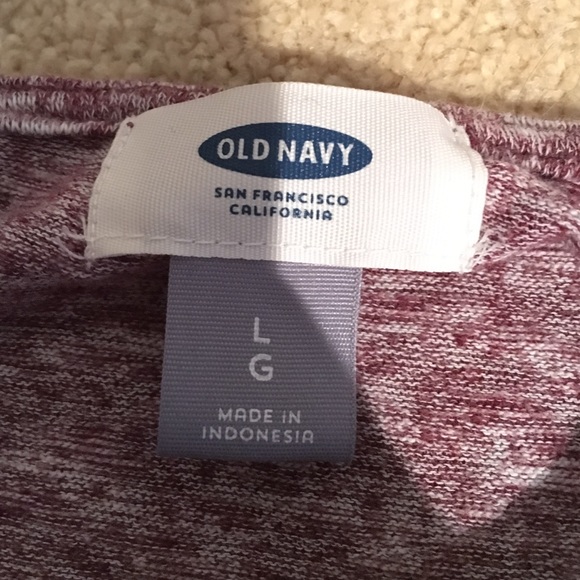 OLD NAVY
SAN FRANCISCO
CALIFORNIA
L
G
MADE IN
INDONESIA